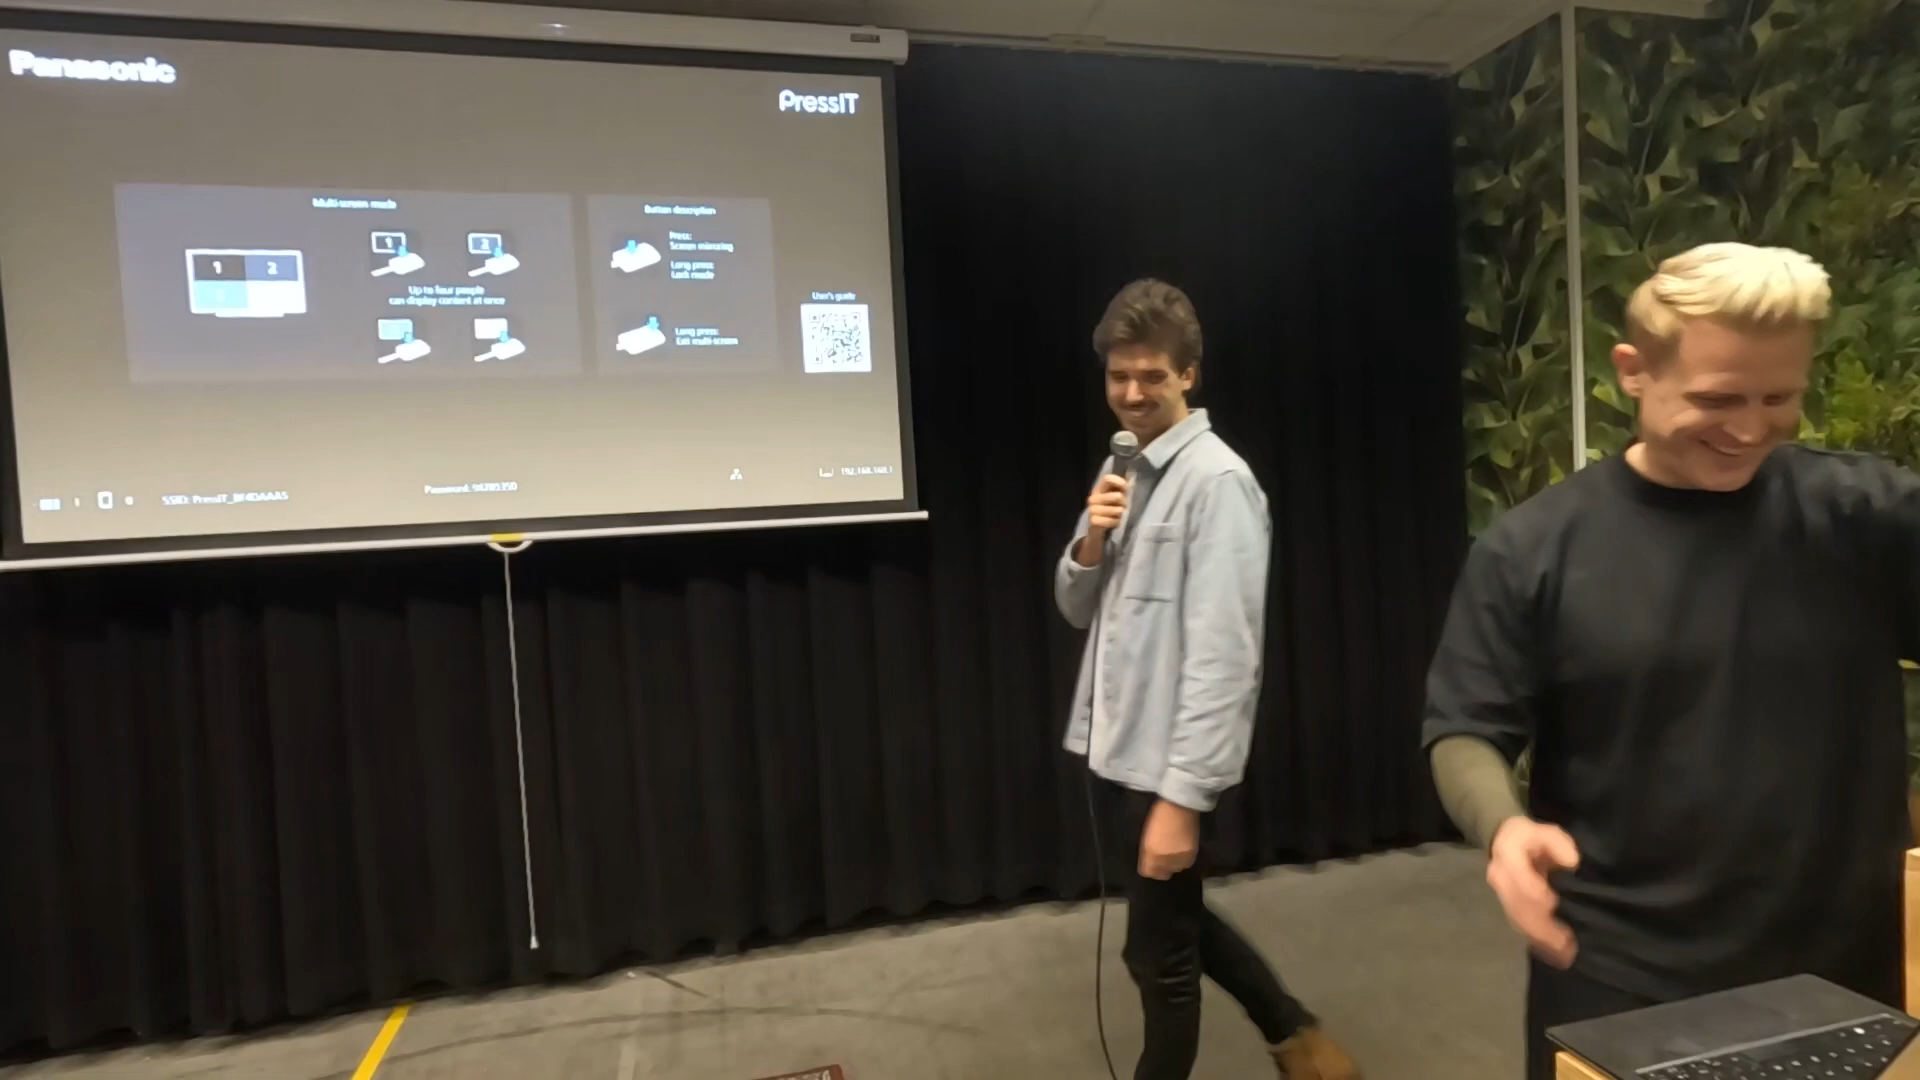 Panasonic
PressIT
Multi-screen mode
1 2
1
2
Up to four people
can display content at once
Button description
Press:
Screen mirroring
Long press:
Lock mode
Long press:
Exit multi-screen
User's guide